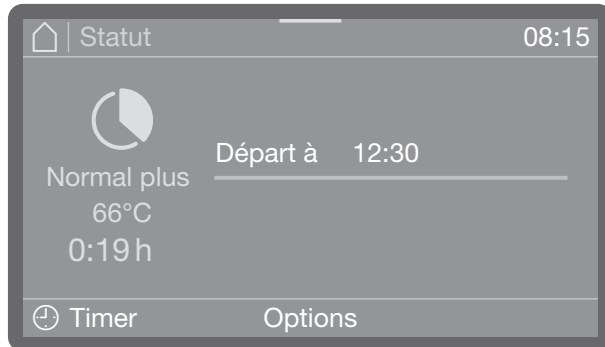 Statut 08:15
Départ à 12:30
Normal plus
66°C
0:19 h
Timer Options